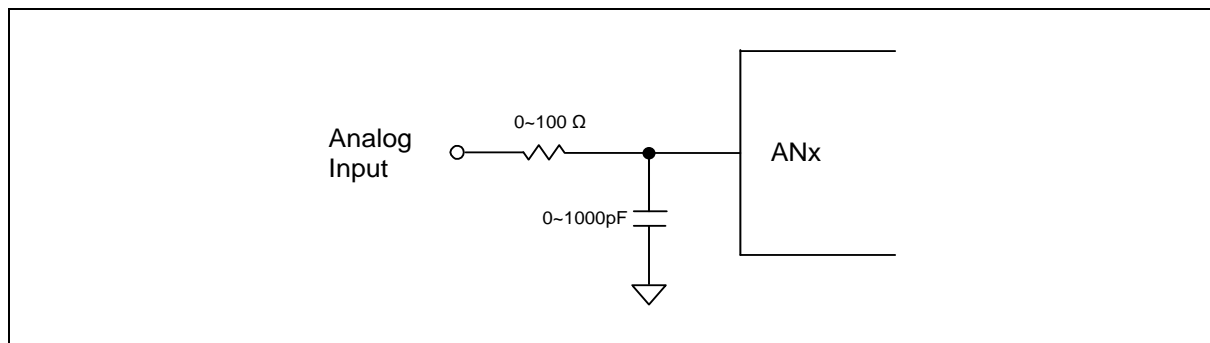 Analog
Input
0~100 Ω
ANx
0~1000pF